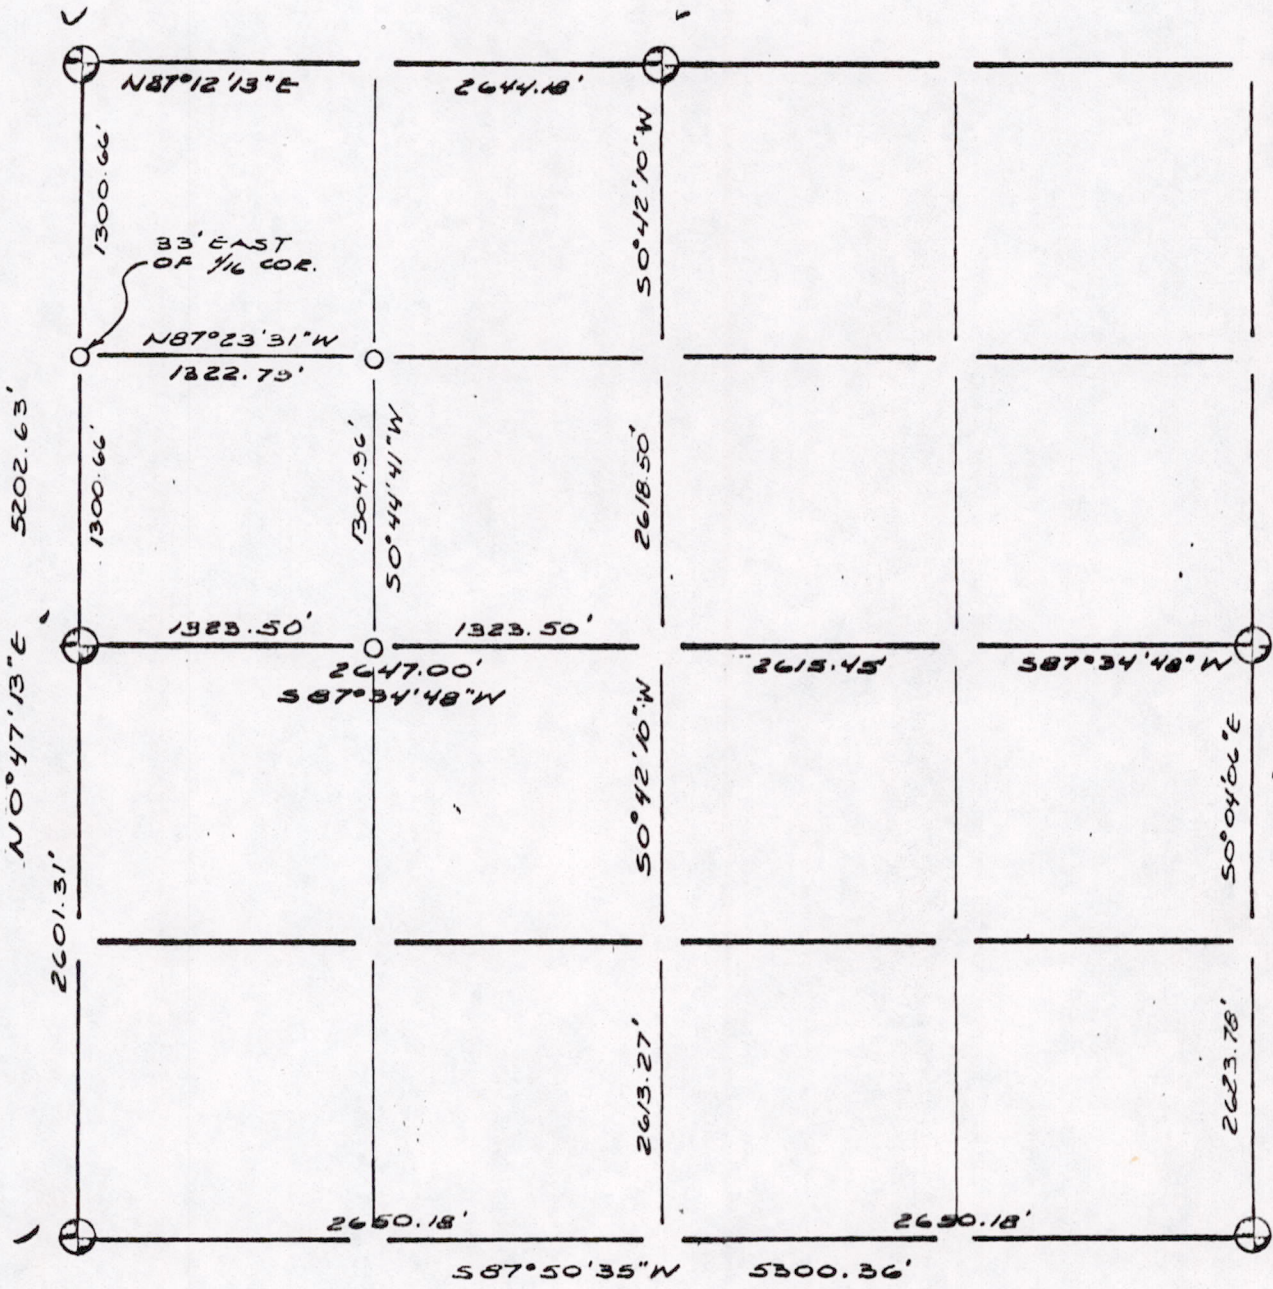 N87°12'13"E
2644.18'
1300.66'
S0°42'10"W
33' EAST
OF 1/16 COR.
N87°23'31"W
1322.75'
5202.63'
1300.66'
1304.96'
S0°44'41"W
2618.50'
1323.50'
1323.50'
2647.00'
S87°34'48"W
2615.45'
S87°34'48"W
N0°47'13"E
S0°42'10"W
S0°04'06"E
2601.31'
2613.27'
2623.78'
2650.18'
2650.18'
S87°50'35"W
5300.36'